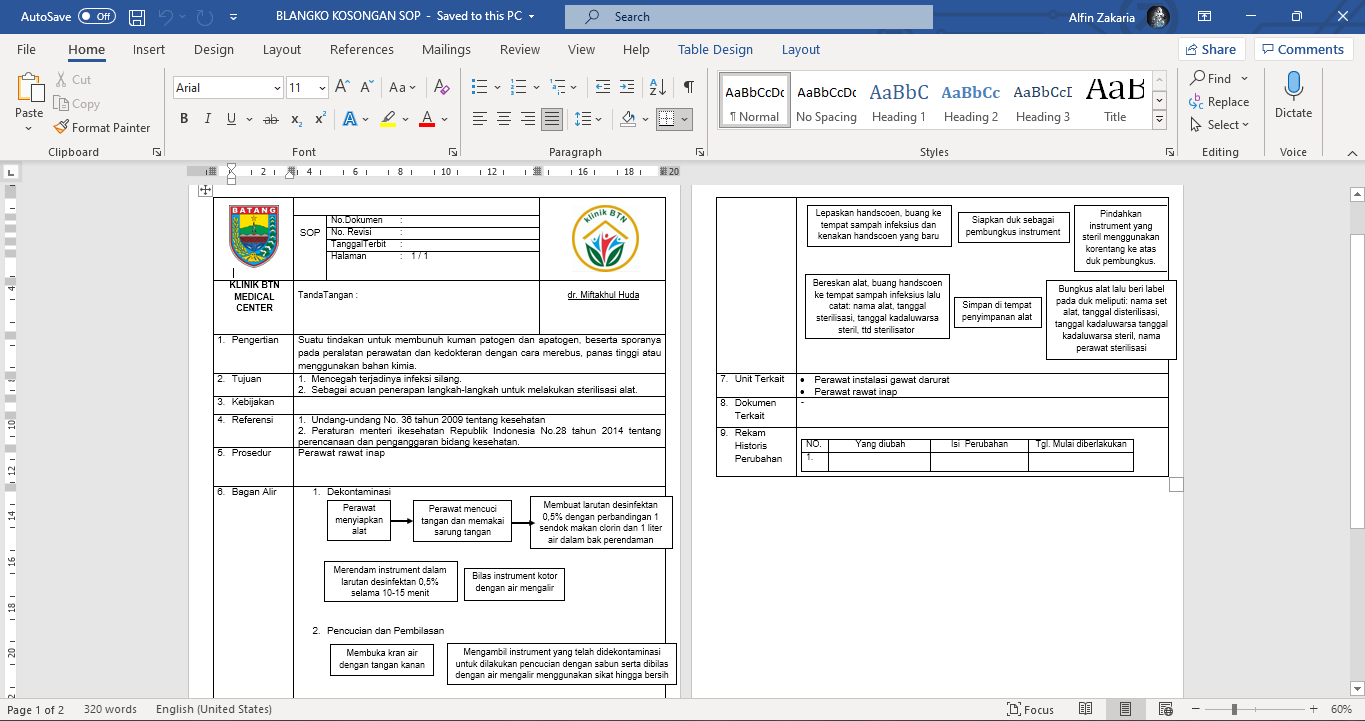 AutoSave Off BLANGKO KOSONGAN SOP - Saved to this PC Search Alfin Zakaria
File Home Insert Design Layout References Mailings Review View Help Table Design Layout Share Comments
Paste
Cut
Copy
Format Painter
Clipboard
Arial 11
Font
Paragraph
AaBbCcDc AaBbCcDc AaBbC AaBbCc AaBbCcI AaB
¶ Normal No Spacing Heading 1 Heading 2 Heading 3 Title
Styles
Find
Replace
Select
Editing
Dictate
Voice
2 4 6 8 10 12 16 18 20
BATANG
KLINIK BTN
MEDICAL
CENTER
SOP
No.Dokumen :
No. Revisi :
TanggalTerbit :
Halaman : 1 / 1
klinik BTN
TandaTangan :
dr. Miftakhul Huda
1. Pengertian
Suatu tindakan untuk membunuh kuman patogen dan apatogen, beserta sporanya
pada peralatan perawatan dan kedokteran dengan cara merebus, panas tinggi atau
menggunakan bahan kimia.
2. Tujuan
1. Mencegah terjadinya infeksi silang.
2. Sebagai acuan penerapan langkah-langkah untuk melakukan sterilisasi alat.
3. Kebijakan
4. Referensi
1. Undang-undang No. 36 tahun 2009 tentang kesehatan
2. Peraturan menteri ikesehatan Republik Indonesia No.28 tahun 2014 tentang
perencanaan dan penganggaran bidang kesehatan.
5. Prosedur
Perawat rawat inap
6. Bagan Alir
1. Dekontaminasi
Perawat
menyiapkan
alat
Perawat mencuci
tangan dan memakai
sarung tangan
Membuat larutan desinfektan
0,5% dengan perbandingan 1
sendok makan clorin dan 1 liter
air dalam bak perendaman
Merendam instrument dalam
larutan desinfektan 0,5%
selama 10-15 menit
Bilas instrument kotor
dengan air mengalir
2. Pencucian dan Pembilasan
Membuka kran air
dengan tangan kanan
Mengambil instrument yang telah didekontaminasi
untuk dilakukan pencucian dengan sabun serta dibilas
dengan air mengalir menggunakan sikat hingga bersih
Lepaskan handscoen, buang ke
tempat sampah infeksius dan
kenakan handscoen yang baru
Siapkan duk sebagai
pembungkus instrument
Pindahkan
instrument yang
steril menggunakan
korentang ke atas
duk pembungkus.
Bereskan alat, buang handscoen
ke tempat sampah infeksius lalu
catat: nama alat, tanggal
sterilisasi, tanggal kadaluwarsa
steril, ttd sterilisator
Simpan di tempat
penyimpanan alat
Bungkus alat lalu beri label
pada duk meliputi: nama set
alat, tanggal disterilisasi,
tanggal kadaluwarsa tanggal
kadaluwarsa steril, nama
perawat sterilisasi
7. Unit Terkait
• Perawat instalasi gawat darurat
• Perawat rawat inap
8. Dokumen
Terkait
-
9. Rekam
Historis
Perubahan
NO. Yang diubah Isi Perubahan Tgl. Mulai diberlakukan
1.
Page 1 of 2 320 words English (United States) Focus 60%